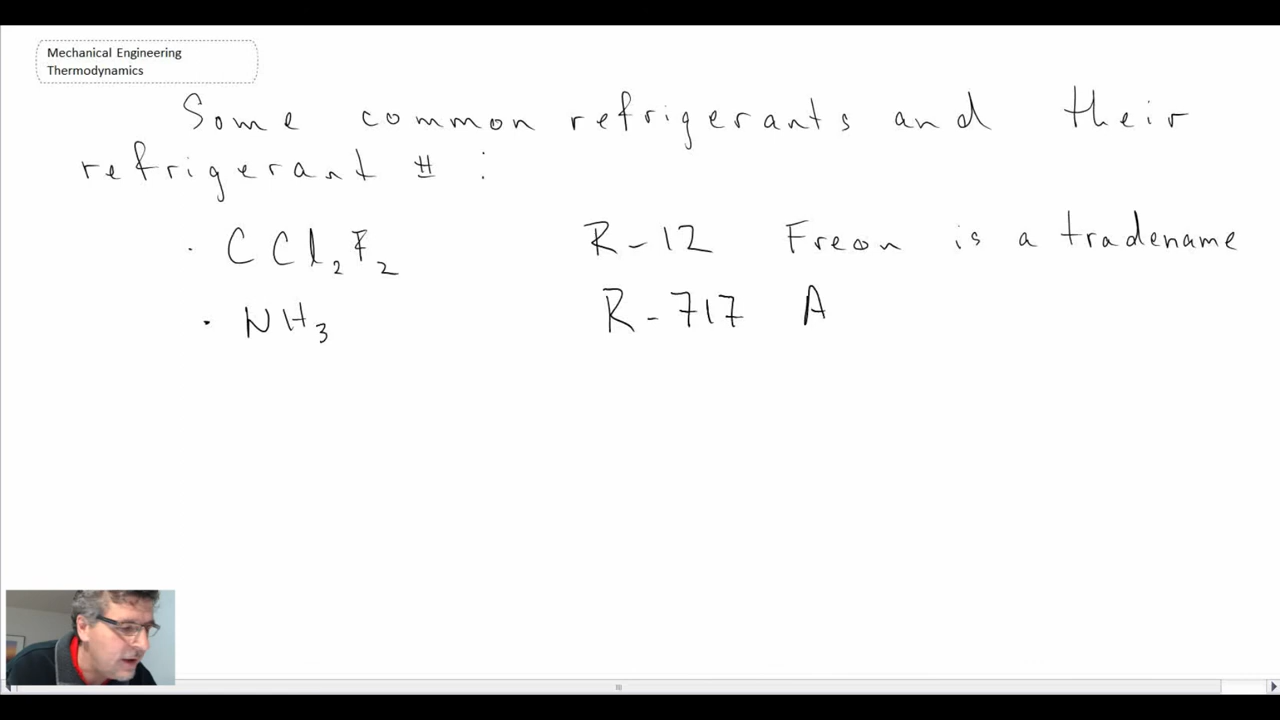 Mechanical Engineering
Thermodynamics
Some common refrigerants and their
refrigerant # :
· CCl₂F₂ R-12 Freon is a tradename
· NH₃ R-717 A